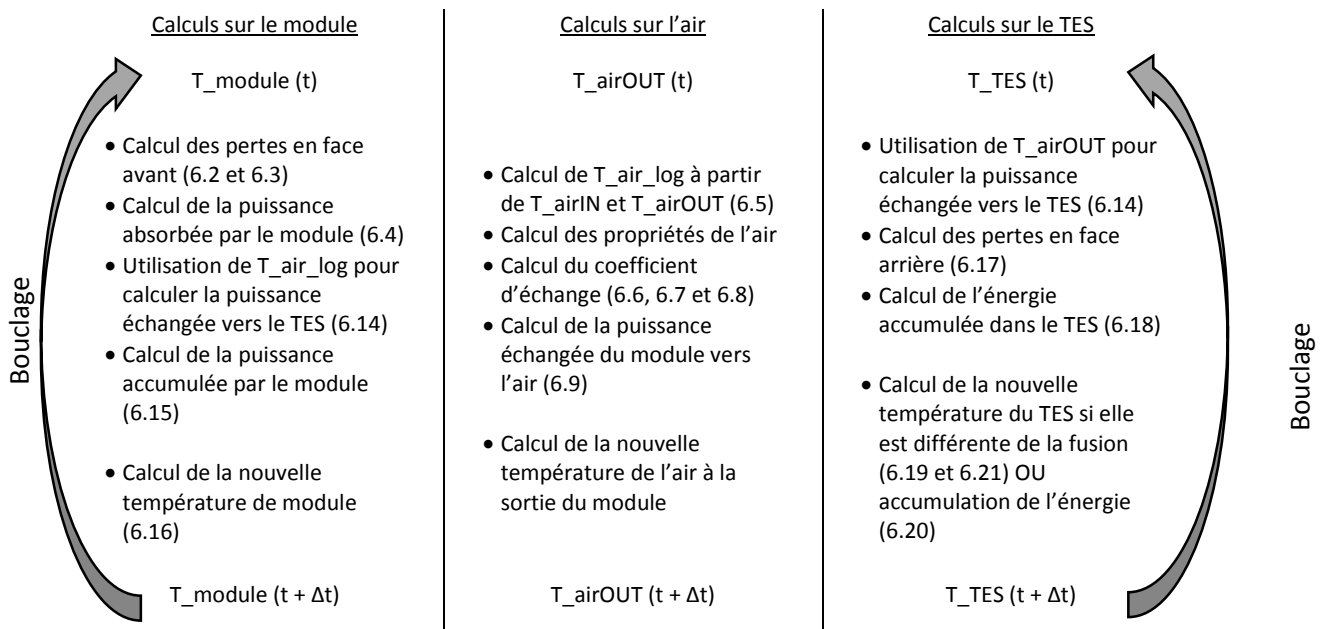 Calculs sur le module
T_module (t)
• Calcul des pertes en face
avant (6.2 et 6.3)
• Calcul de la puissance
absorbée par le module (6.4)
• Utilisation de T_air_log pour
calculer la puissance
échangée vers le TES (6.14)
• Calcul de la puissance
accumulée par le module
(6.15)
• Calcul de la nouvelle
température de module
(6.16)
T_module (t + Δt)
Bouclage
Calculs sur l’air
T_airOUT (t)
• Calcul de T_air_log à partir
de T_airIN et T_airOUT (6.5)
• Calcul des propriétés de l’air
• Calcul du coefficient
d’échange (6.6, 6.7 et 6.8)
• Calcul de la puissance
échangée du module vers
l’air (6.9)
• Calcul de la nouvelle
température de l’air à la
sortie du module
T_airOUT (t + Δt)
Calculs sur le TES
T_TES (t)
• Utilisation de T_airOUT pour
calculer la puissance
échangée vers le TES (6.14)
• Calcul des pertes en face
arrière (6.17)
• Calcul de l’énergie
accumulée dans le TES (6.18)
• Calcul de la nouvelle
température du TES si elle
est différente de la fusion
(6.19 et 6.21) OU
accumulation de l’énergie
(6.20)
T_TES (t + Δt)
Bouclage